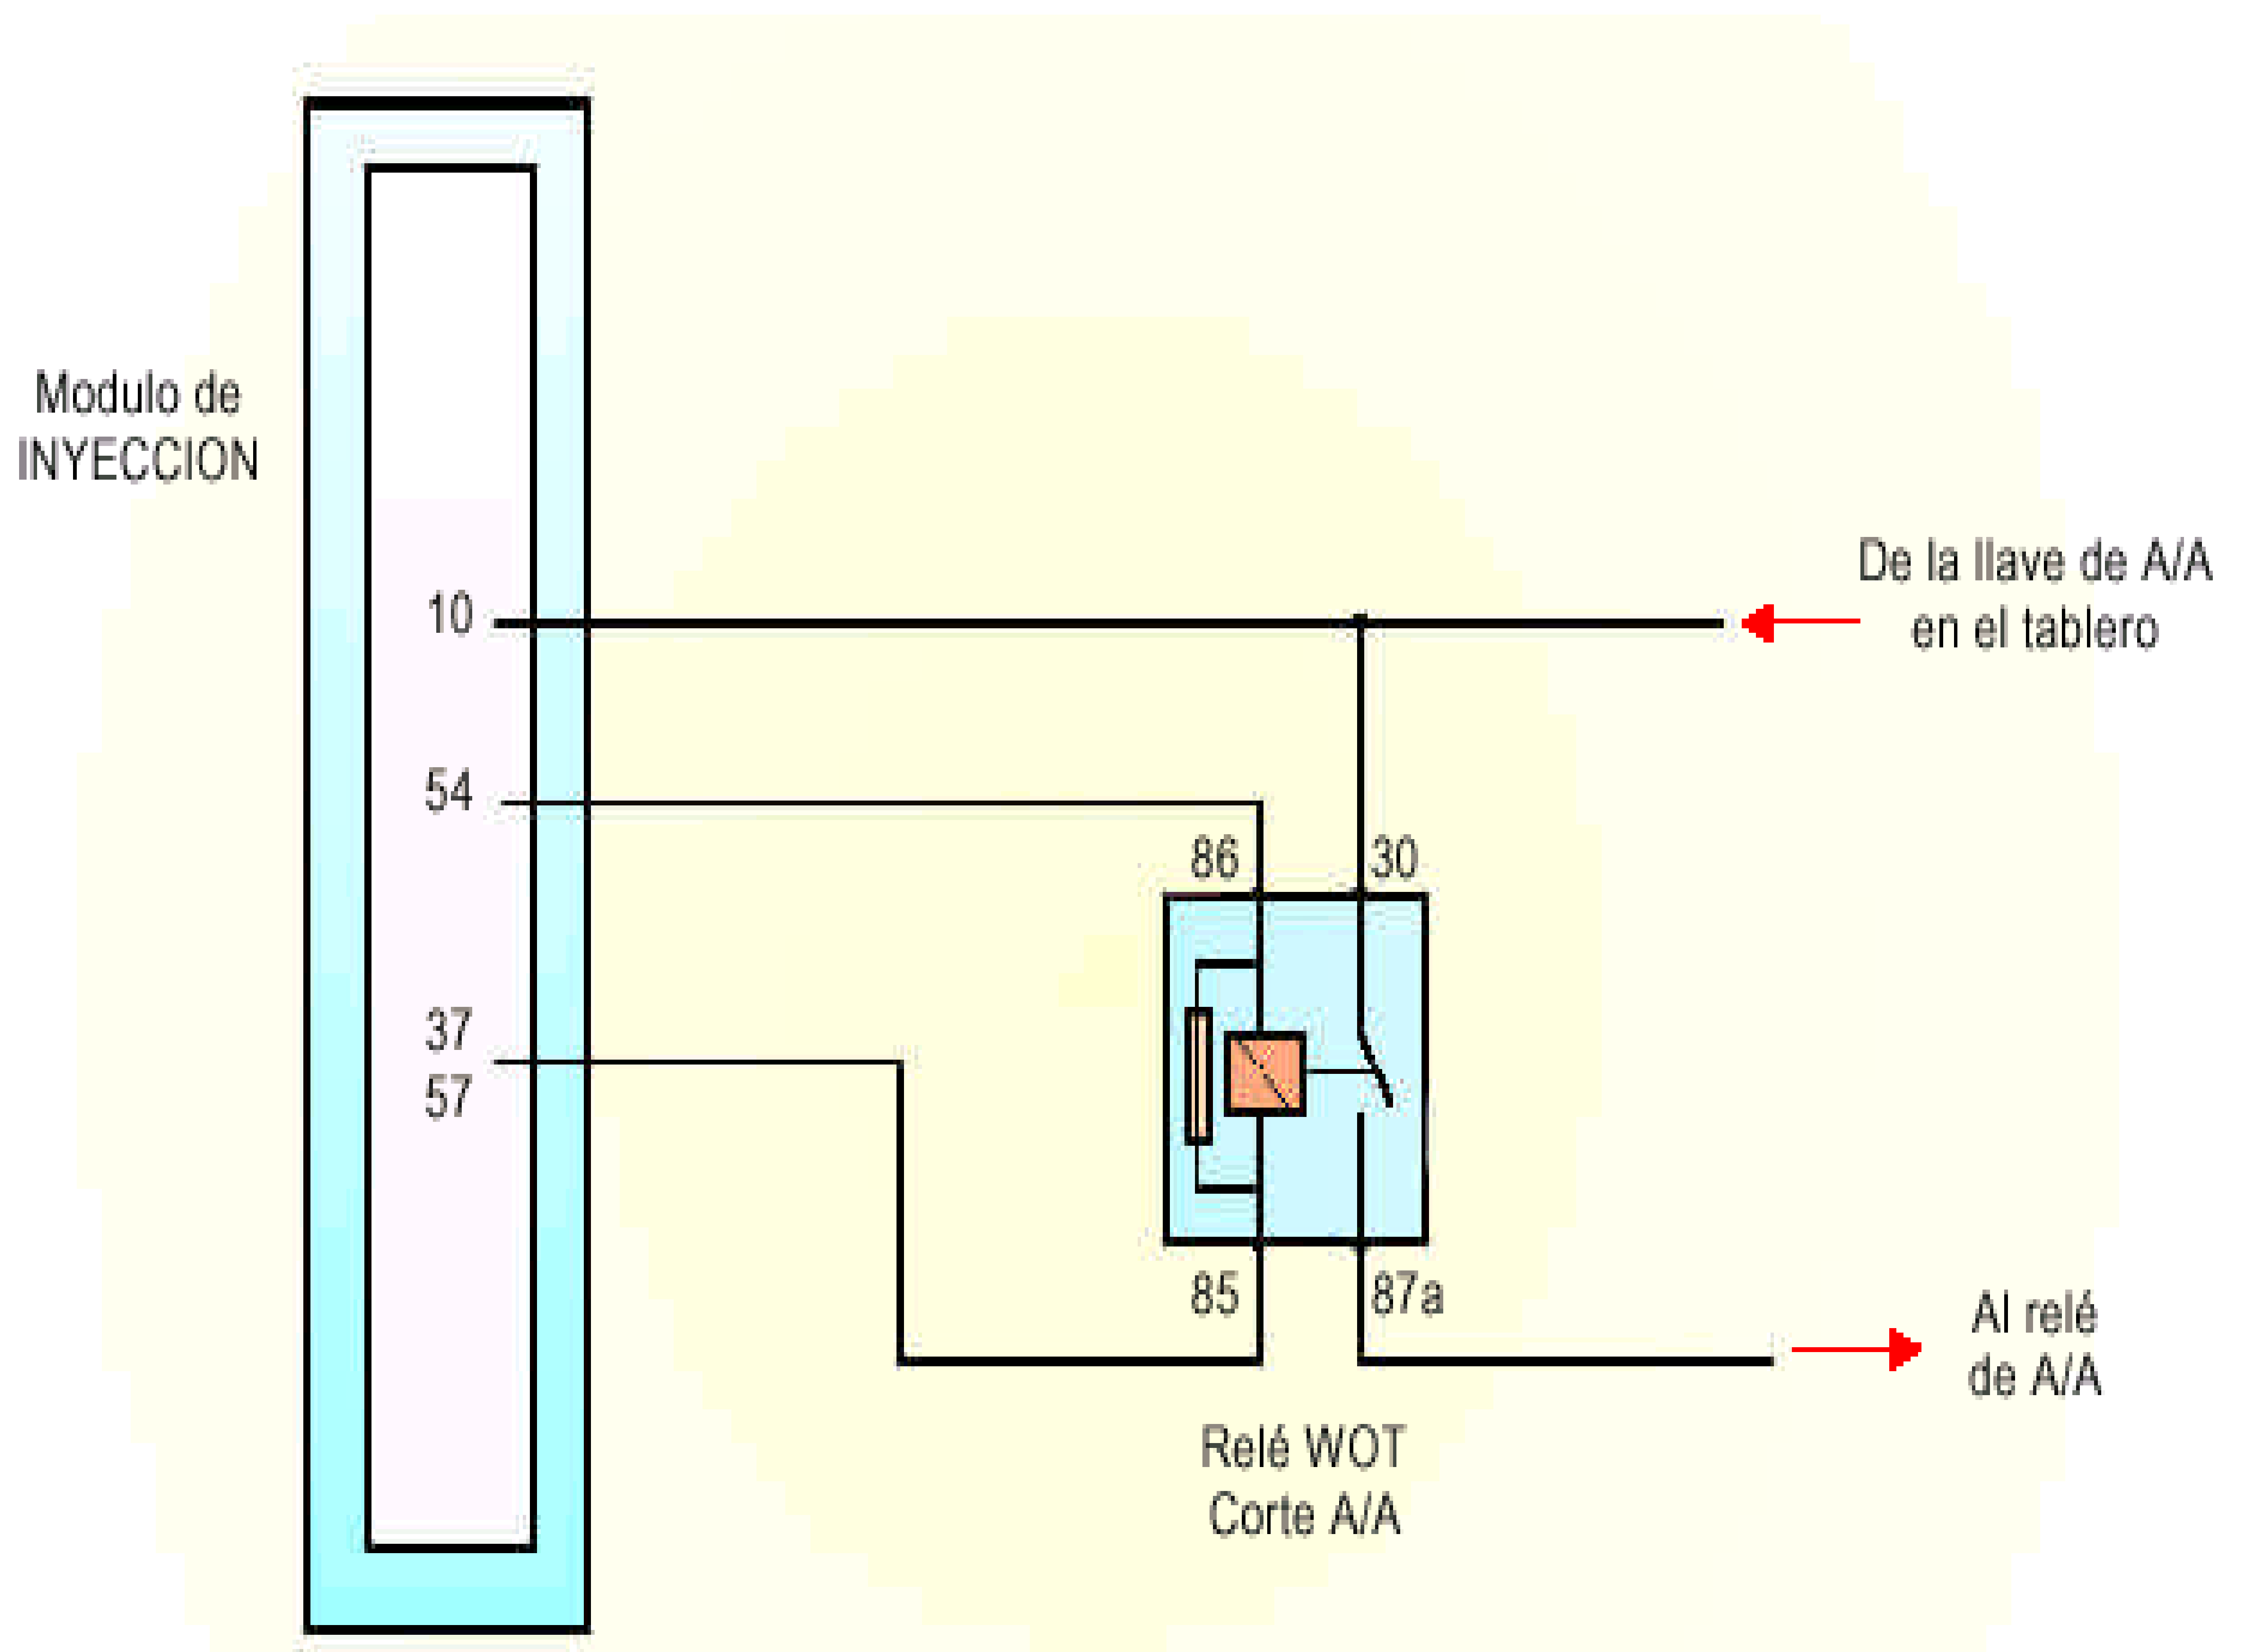 Modulo de
INYECCION
10
De la llave de A/A
en el tablero
54
86
30
37
57
85
87a
Al relé
de A/A
Relé WOT
Corte A/A